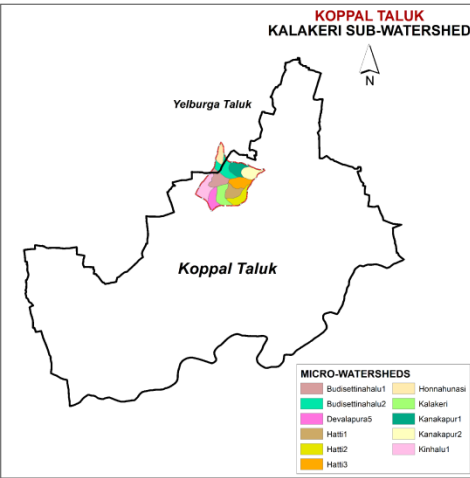 KOPPAL TALUK
KALAKERI SUB-WATERSHED
N
Yelburga Taluk
Koppal Taluk
MICRO-WATERSHEDS
Budisettinahalu1
Budisettinahalu2
Devalapura5
Hatti1
Hatti2
Hatti3
Honnahunasi
Kalakeri
Kanakapur1
Kanakapur2
Kinhalu1